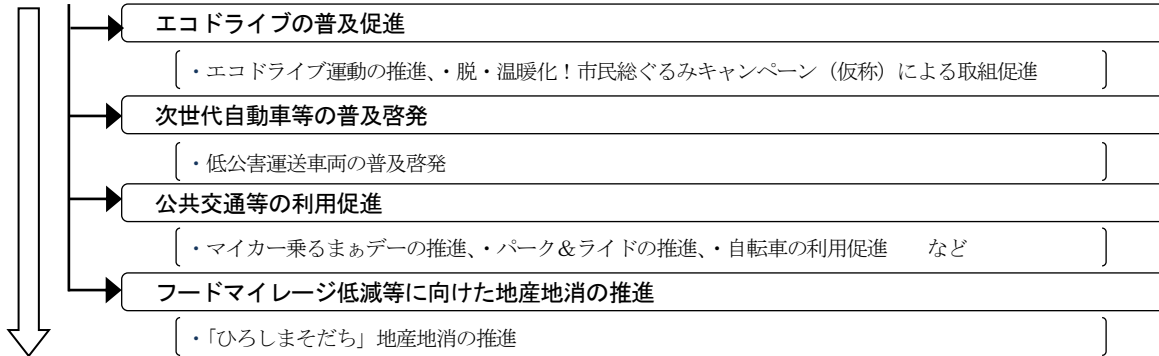 エコドライブの普及促進
・エコドライブ運動の推進、・脱・温暖化！市民総ぐるみキャンペーン（仮称）による取組促進
次世代自動車等の普及啓発
・低公害運送車両の普及啓発
公共交通等の利用促進
・マイカー乗るまぁデーの推進、・パーク＆ライドの推進、・自転車の利用促進　　など
フードマイレージ低減等に向けた地産地消の推進
・「ひろしまそだち」地産地消の推進